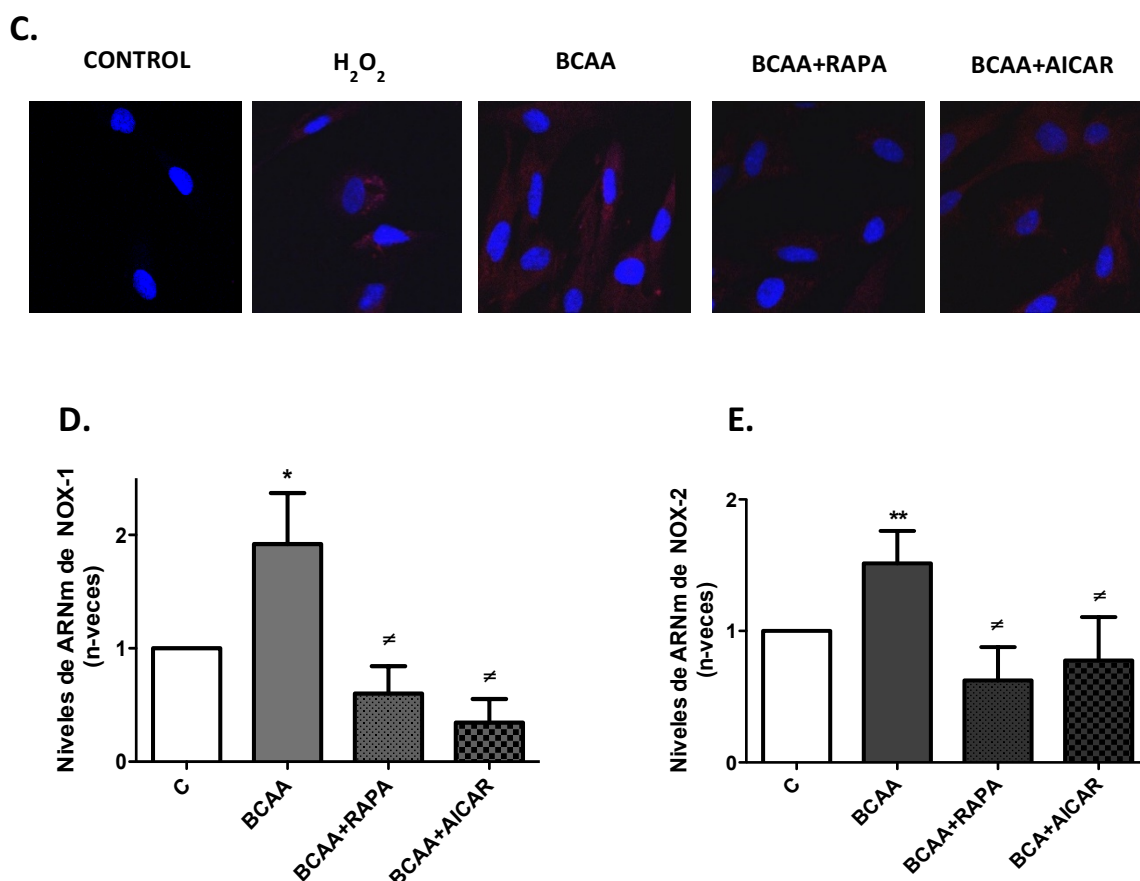 C.
CONTROL
H₂O₂
BCAA
BCAA+RAPA
BCAA+AICAR
D.
Niveles de ARNm de NOX-1
(n-veces)
2
1
0
*
≠
≠
C
BCAA
BCAA+RAPA
BCAA+AICAR
E.
Niveles de ARNm de NOX-2
(n-veces)
2
1
0
**
≠
≠
C
BCAA
BCAA+RAPA
BCA+AICAR